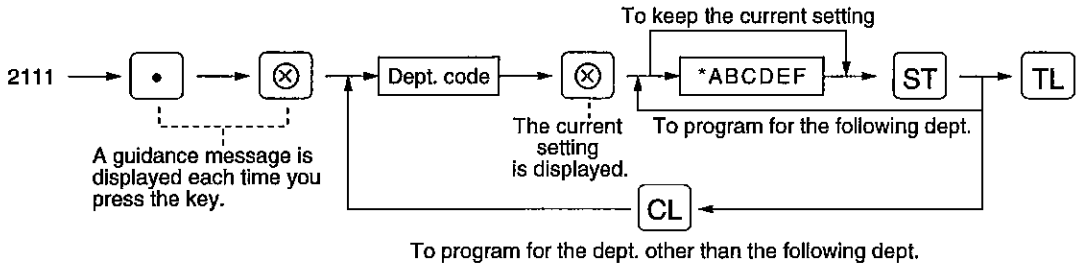 To keep the current setting
2111 • ⊗ Dept. code ⊗ *ABCDEF ST TL
A guidance message is
displayed each time you
press the key.
The current
setting
is displayed.
To program for the following dept.
CL
To program for the dept. other than the following dept.